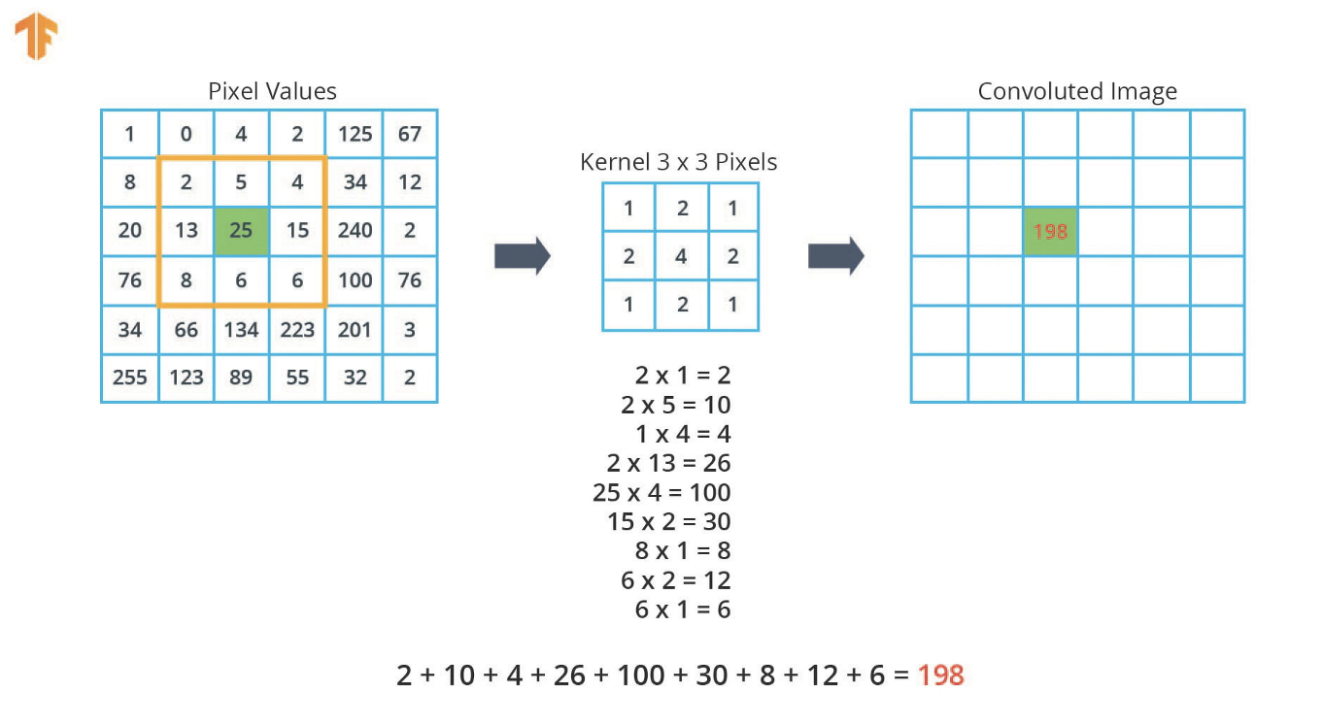 Pixel Values
1 0 4 2 125 67
8 2 5 4 34 12
20 13 25 15 240 2
76 8 6 6 100 76
34 66 134 223 201 3
255 123 89 55 32 2
Kernel 3 x 3 Pixels
1 2 1
2 4 2
1 2 1
2 x 1 = 2
2 x 5 = 10
1 x 4 = 4
2 x 13 = 26
25 x 4 = 100
15 x 2 = 30
8 x 1 = 8
6 x 2 = 12
6 x 1 = 6
Convoluted Image
198
2 + 10 + 4 + 26 + 100 + 30 + 8 + 12 + 6 = 198